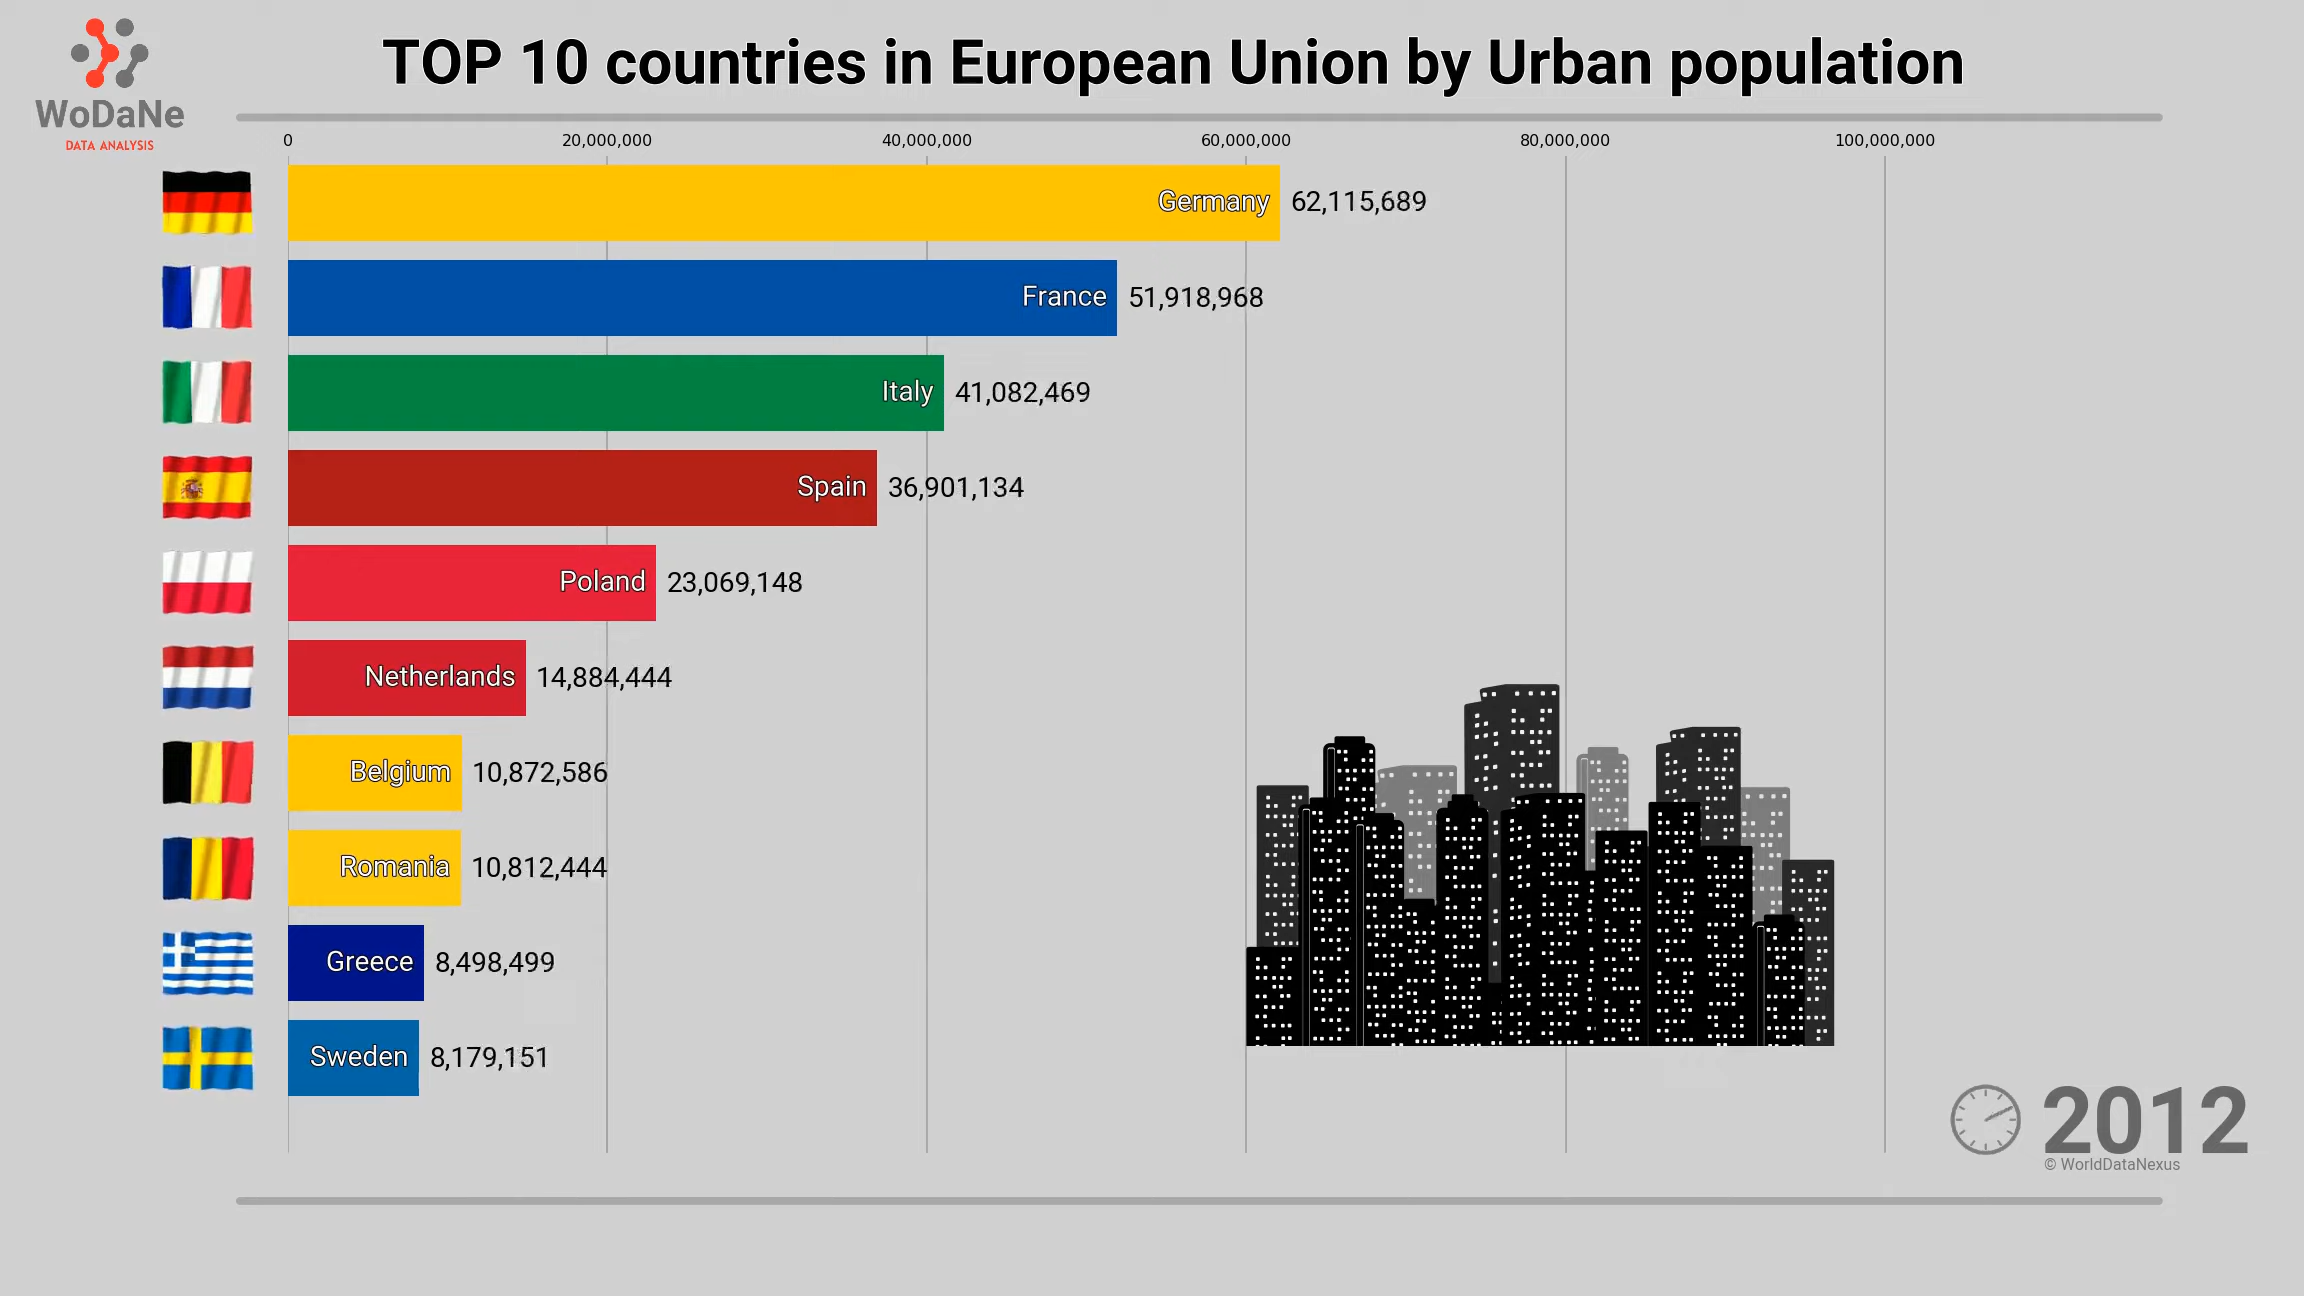 TOP 10 countries in European Union by Urban population
WoDaNe
DATA ANALYSIS
0 20,000,000 40,000,000 60,000,000 80,000,000 100,000,000
Germany 62,115,689
France 51,918,968
Italy 41,082,469
Spain 36,901,134
Poland 23,069,148
Netherlands 14,884,444
Belgium 10,872,586
Romania 10,812,444
Greece 8,498,499
Sweden 8,179,151
2012
© WorldDataNexus